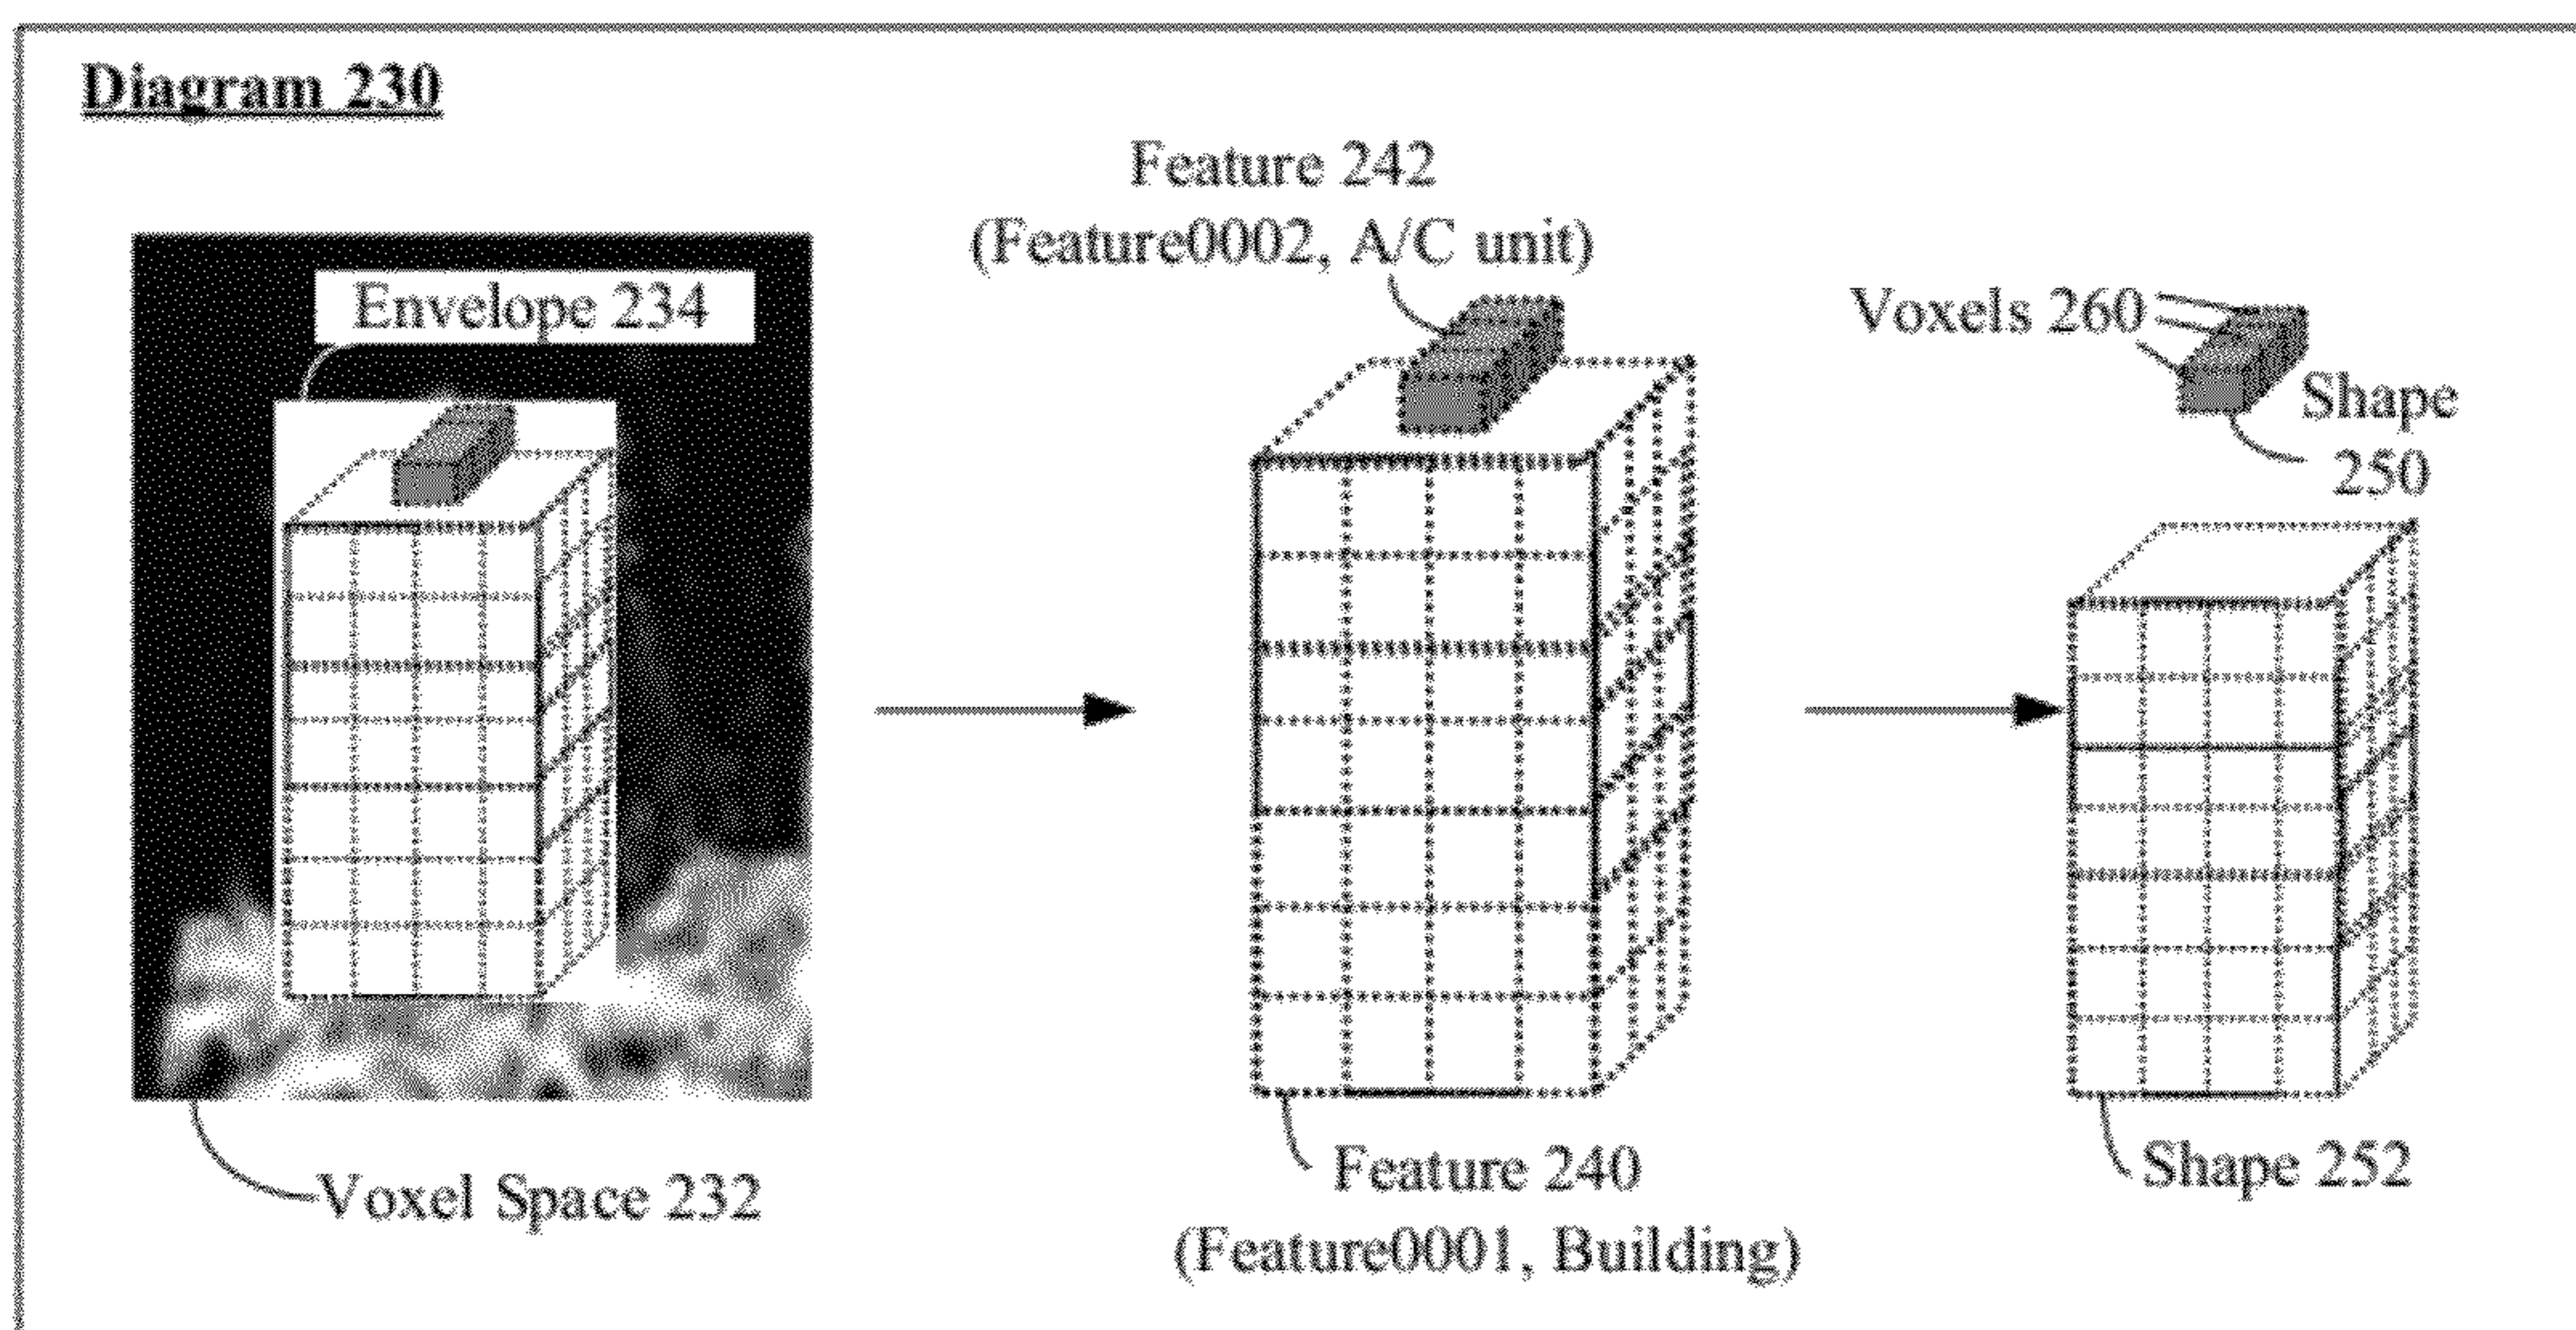 Diagram 230
Feature 242
(Feature0002, A/C unit)
Envelope 234
Voxels 260
Shape
250
Voxel Space 232
Feature 240
(Feature0001, Building)
Shape 252